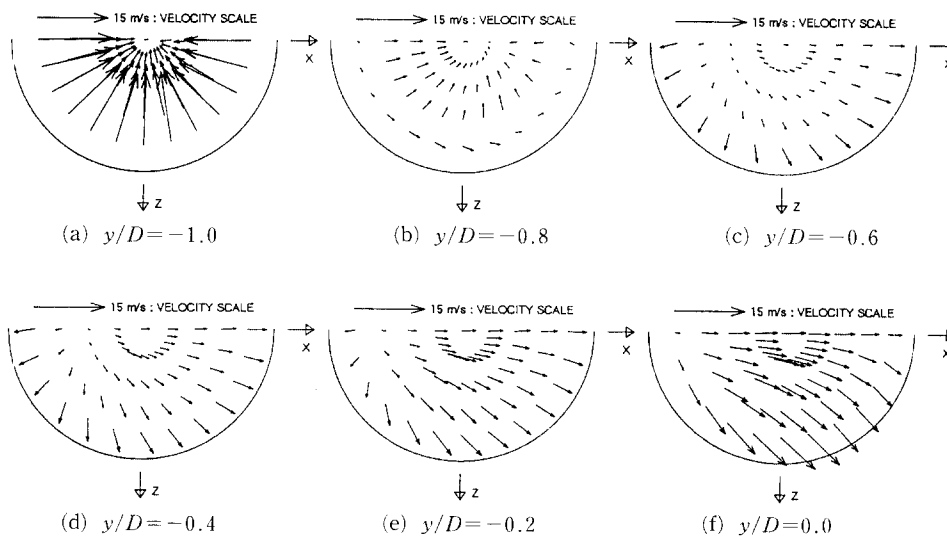 15 m/s : VELOCITY SCALE
15 m/s : VELOCITY SCALE
15 m/s : VELOCITY SCALE
X
X
X
Z
Z
Z
(a) y/D=−1.0
(b) y/D=−0.8
(c) y/D=−0.6
15 m/s : VELOCITY SCALE
15 m/s : VELOCITY SCALE
15 m/s : VELOCITY SCALE
X
X
X
Z
Z
Z
(d) y/D=−0.4
(e) y/D=−0.2
(f) y/D=0.0